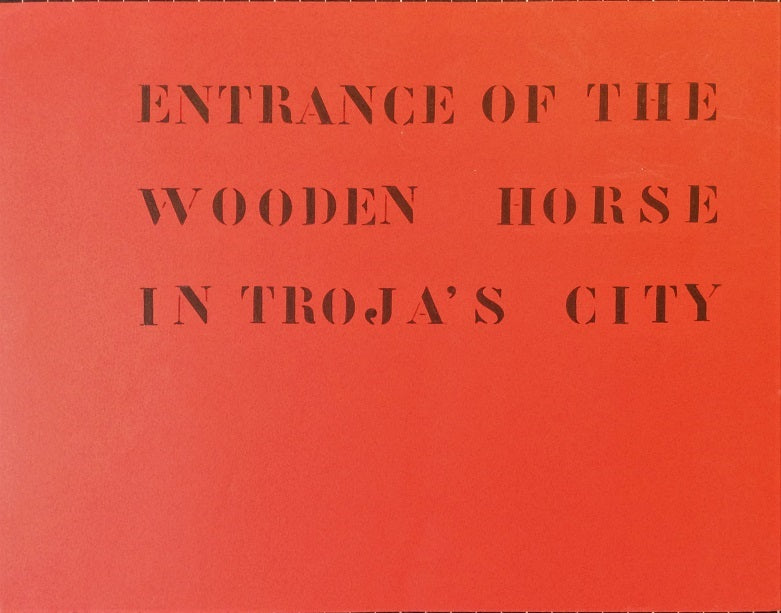 ENTRANCE OF THE
WOODEN HORSE
IN TROJA'S CITY